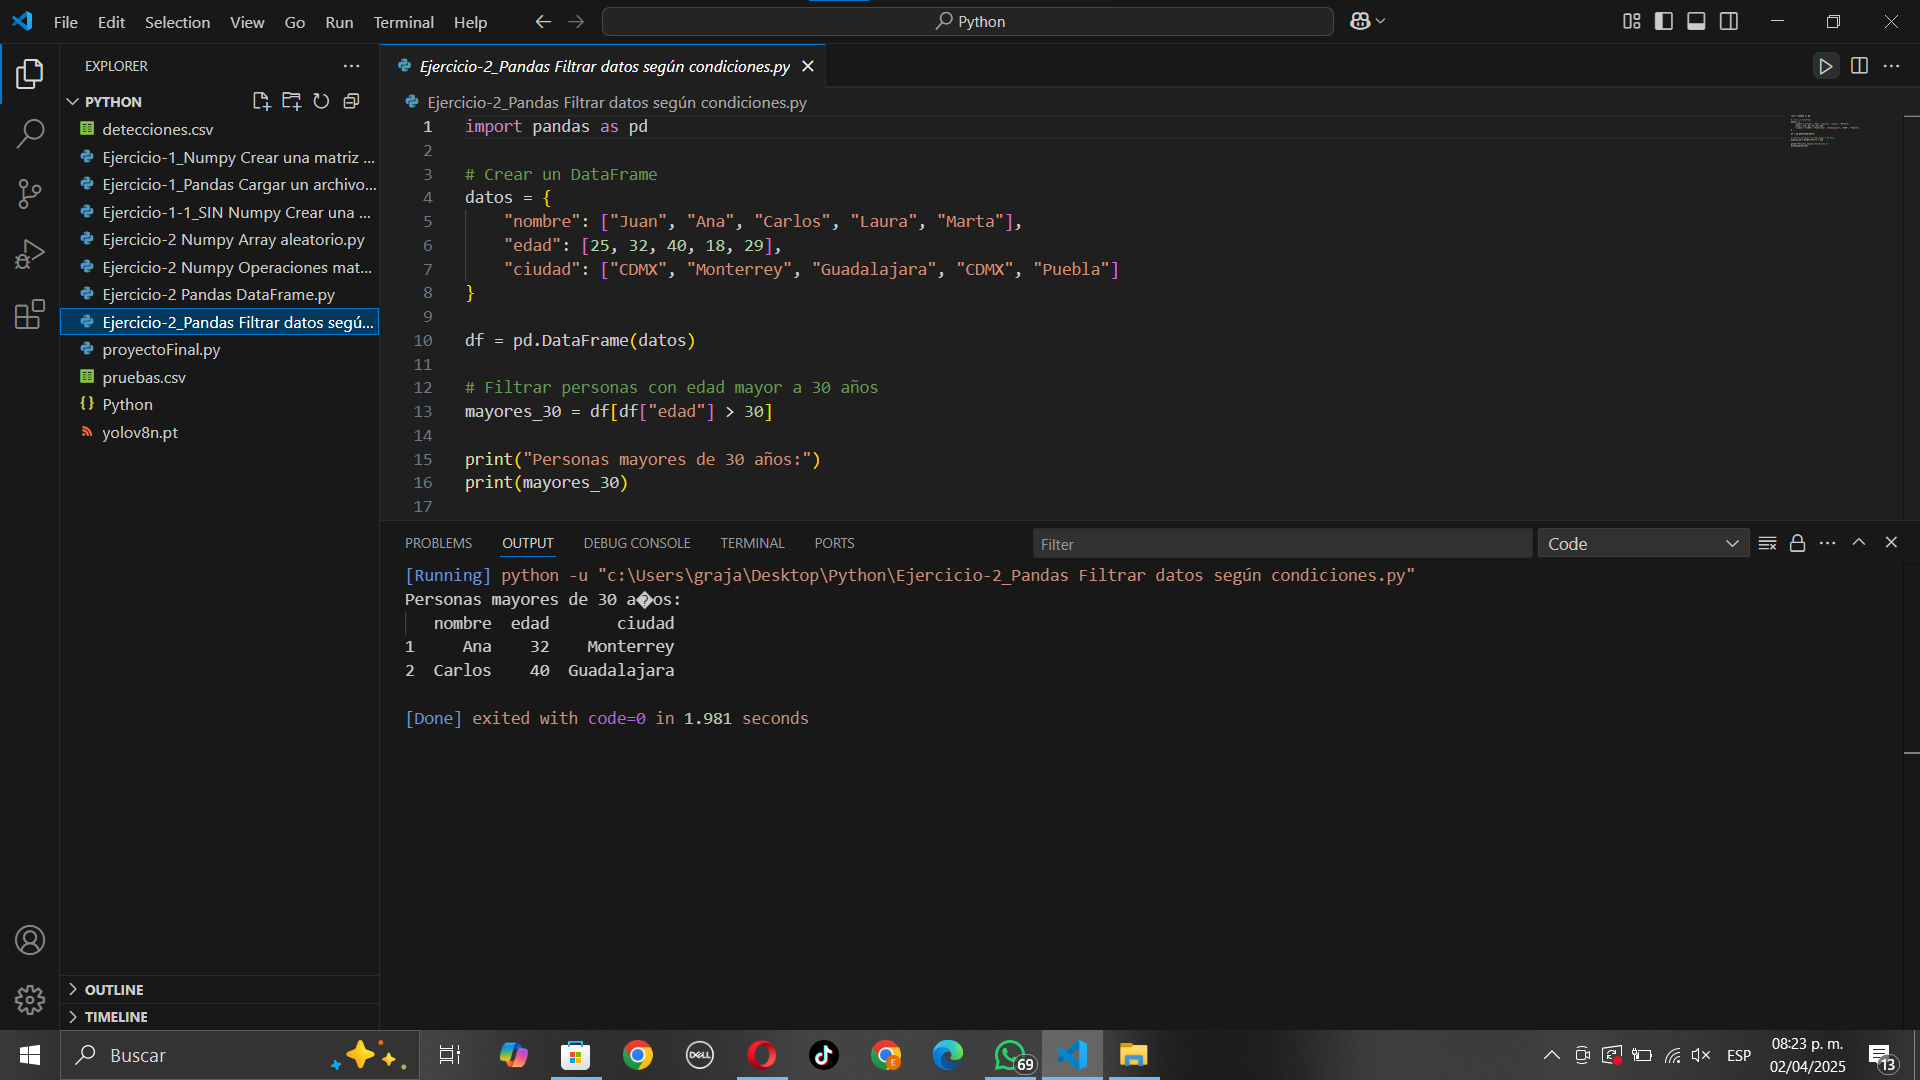 File Edit Selection View Go Run Terminal Help
Python
EXPLORER
PYTHON
detecciones.csv
Ejercicio-1_Numpy Crear una matriz ...
Ejercicio-1_Pandas Cargar un archivo...
Ejercicio-1-1_SIN Numpy Crear una ...
Ejercicio-2 Numpy Array aleatorio.py
Ejercicio-2 Numpy Operaciones mat...
Ejercicio-2 Pandas DataFrame.py
Ejercicio-2_Pandas Filtrar datos segú...
proyectoFinal.py
pruebas.csv
{} Python
yolov8n.pt
OUTLINE
TIMELINE
Ejercicio-2_Pandas Filtrar datos según condiciones.py
Ejercicio-2_Pandas Filtrar datos según condiciones.py
1 import pandas as pd
2
3 # Crear un DataFrame
4 datos = {
5     "nombre": ["Juan", "Ana", "Carlos", "Laura", "Marta"],
6     "edad": [25, 32, 40, 18, 29],
7     "ciudad": ["CDMX", "Monterrey", "Guadalajara", "CDMX", "Puebla"]
8 }
9
10 df = pd.DataFrame(datos)
11
12 # Filtrar personas con edad mayor a 30 años
13 mayores_30 = df[df["edad"] > 30]
14
15 print("Personas mayores de 30 años:")
16 print(mayores_30)
17
PROBLEMS OUTPUT DEBUG CONSOLE TERMINAL PORTS
Filter
Code
[Running] python -u "c:\Users\graja\Desktop\Python\Ejercicio-2_Pandas Filtrar datos según condiciones.py"
Personas mayores de 30 a�os:
   nombre  edad       ciudad
1     Ana    32    Monterrey
2  Carlos    40  Guadalajara
[Done] exited with code=0 in 1.981 seconds
Buscar
DELL
E
69
ESP
08:23 p. m.
02/04/2025
13